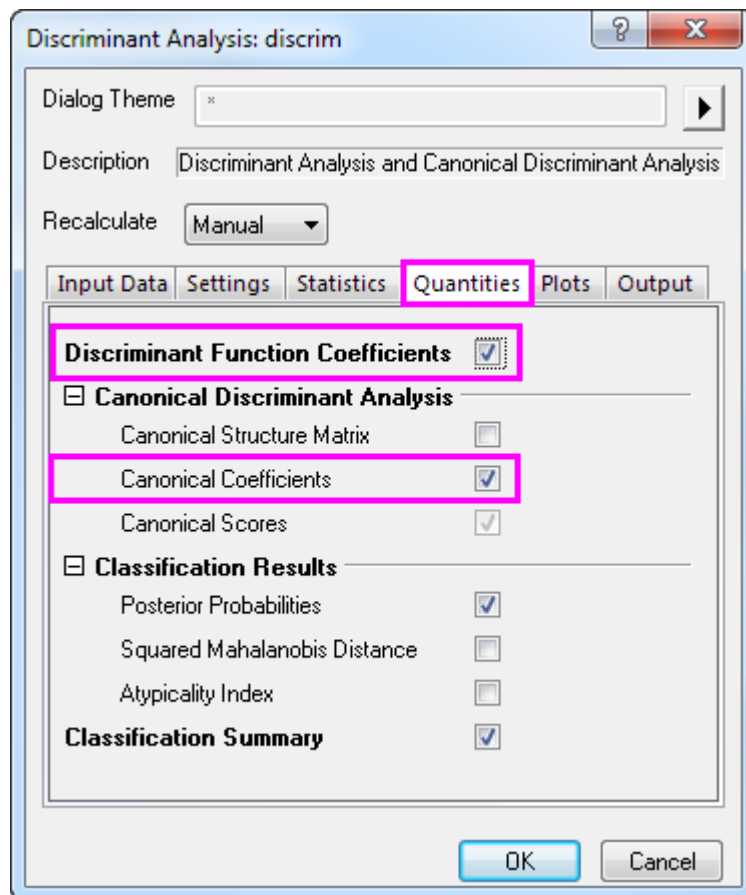 Discriminant Analysis: discrim
Dialog Theme *
Description Discriminant Analysis and Canonical Discriminant Analysis
Recalculate Manual
Input Data Settings Statistics Quantities Plots Output
Discriminant Function Coefficients
Canonical Discriminant Analysis
Canonical Structure Matrix
Canonical Coefficients
Canonical Scores
Classification Results
Posterior Probabilities
Squared Mahalanobis Distance
Atypicality Index
Classification Summary
OK Cancel